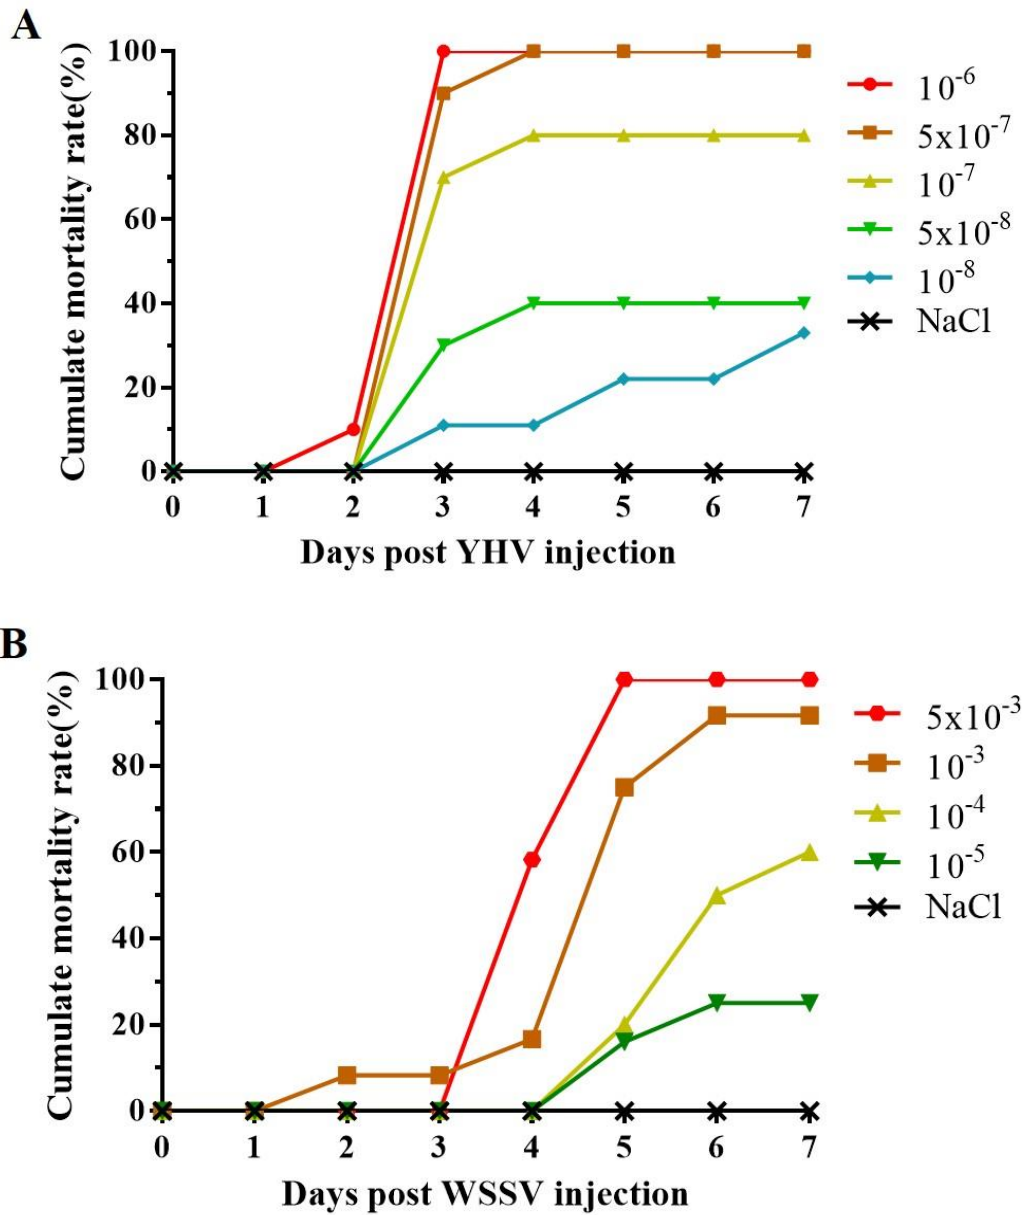 A
Cumulate mortality rate(%)
100
80
60
40
20
0
0 1 2 3 4 5 6 7
Days post YHV injection
10⁻⁶
5x10⁻⁷
10⁻⁷
5x10⁻⁸
10⁻⁸
NaCl
B
Cumulate mortality rate(%)
100
80
60
40
20
0
0 1 2 3 4 5 6 7
Days post WSSV injection
5x10⁻³
10⁻³
10⁻⁴
10⁻⁵
NaCl